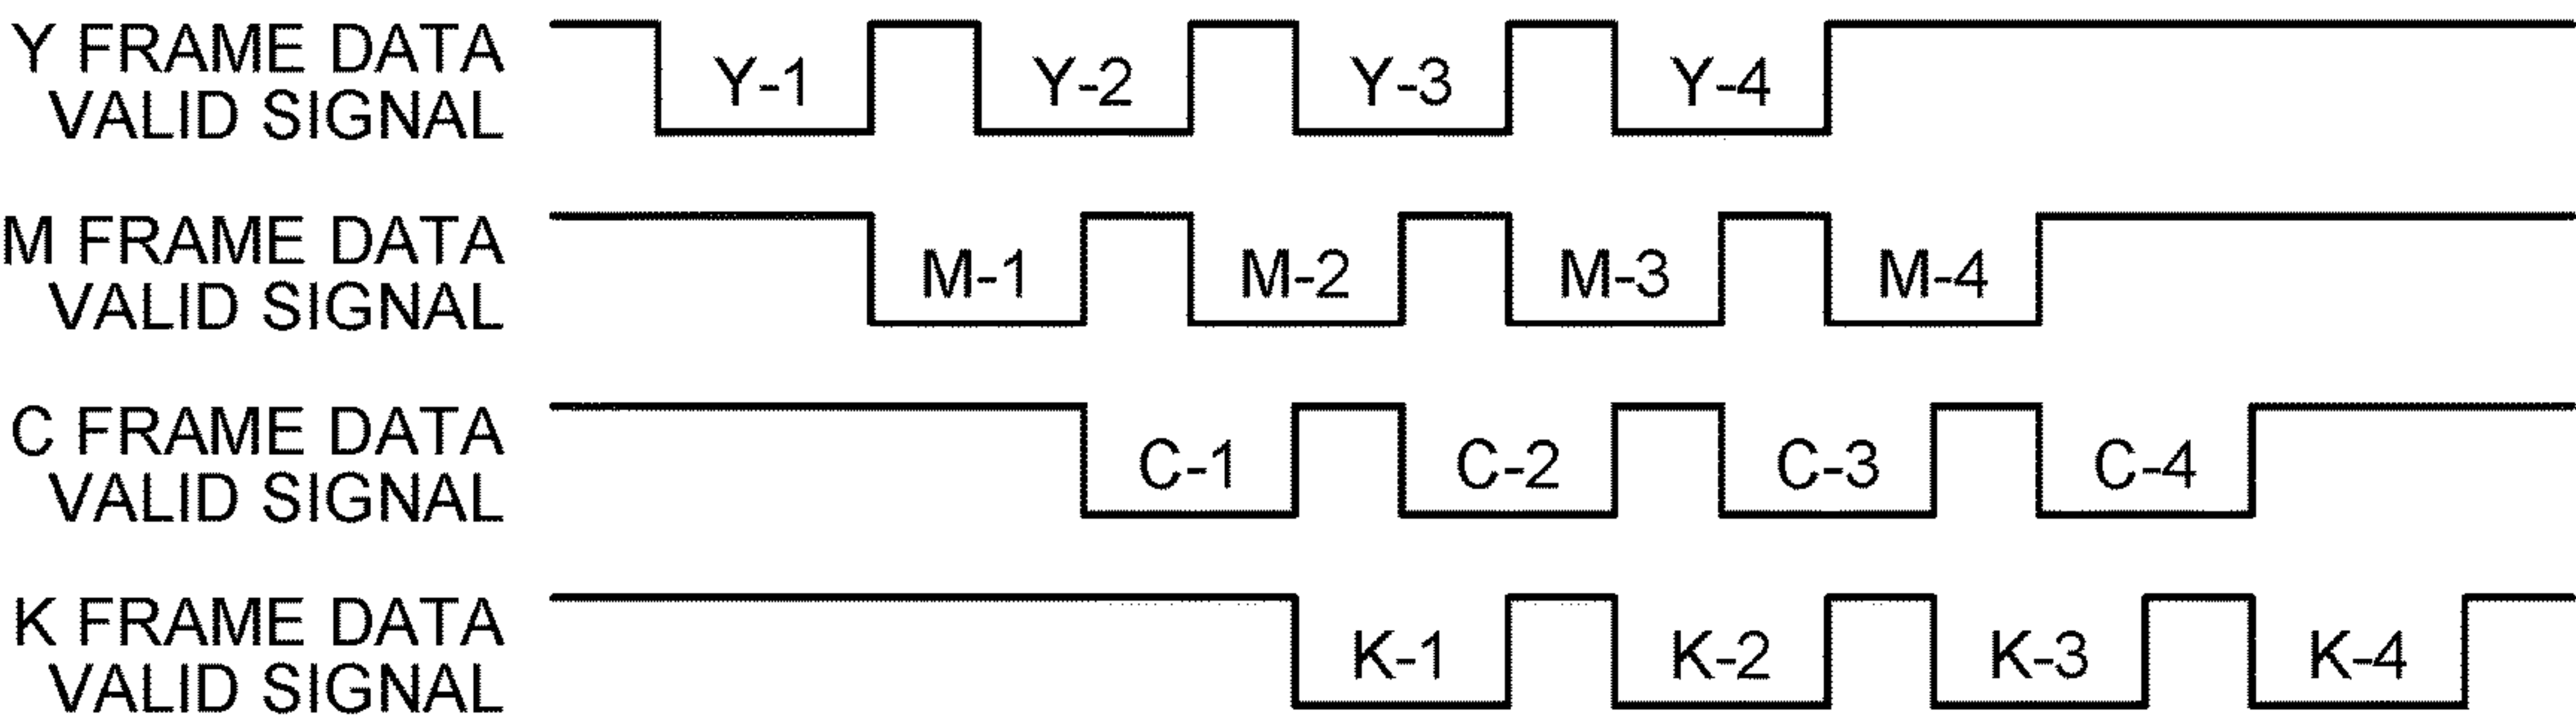 Y FRAME DATA
VALID SIGNAL
Y-1 Y-2 Y-3 Y-4
M FRAME DATA
VALID SIGNAL
M-1 M-2 M-3 M-4
C FRAME DATA
VALID SIGNAL
C-1 C-2 C-3 C-4
K FRAME DATA
VALID SIGNAL
K-1 K-2 K-3 K-4